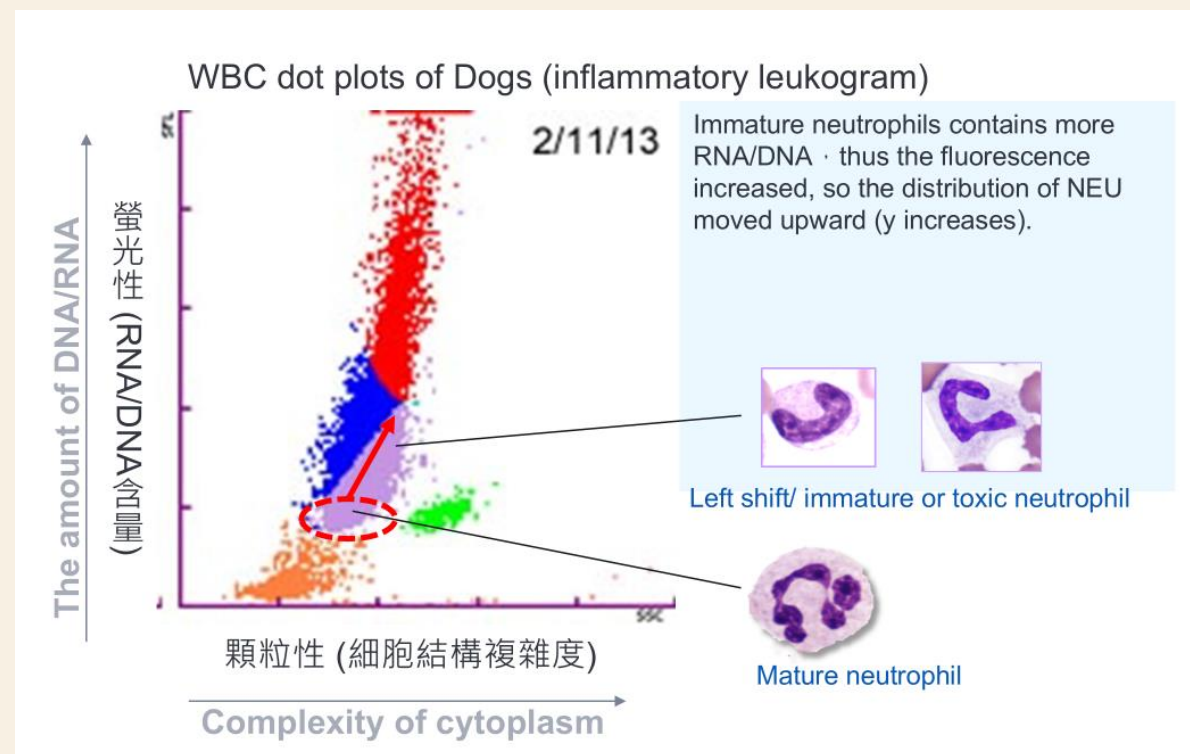 WBC dot plots of Dogs (inflammatory leukogram)
2/11/13
Immature neutrophils contains more
RNA/DNA，thus the fluorescence
increased, so the distribution of NEU
moved upward (y increases).
The amount of DNA/RNA
螢光性 (RNA/DNA含量)
Left shift/ immature or toxic neutrophil
SSC
顆粒性 (細胞結構複雜度)
Mature neutrophil
Complexity of cytoplasm